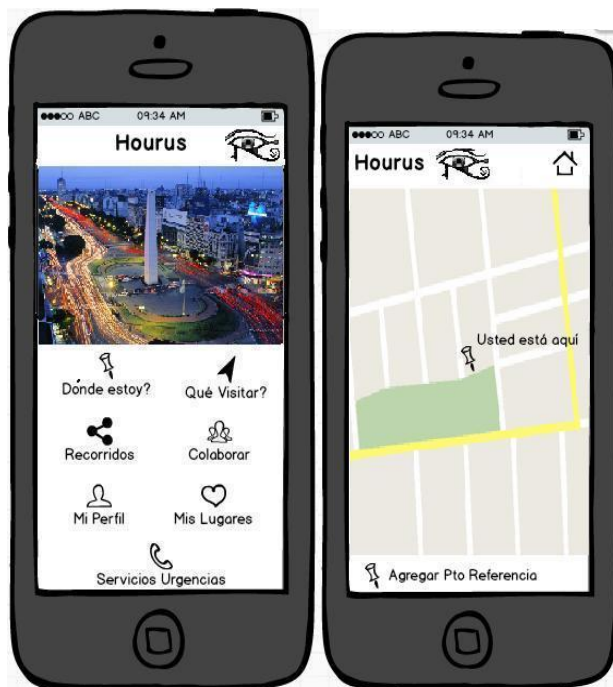 ●●●○○ ABC 09:34 AM
Hourus
Dónde estoy?
Qué Visitar?
Recorridos
Colaborar
Mi Perfil
Mis Lugares
Servicios Urgencias
●●●○○ ABC 09:34 AM
Hourus
Usted está aquí
Agregar Pto Referencia